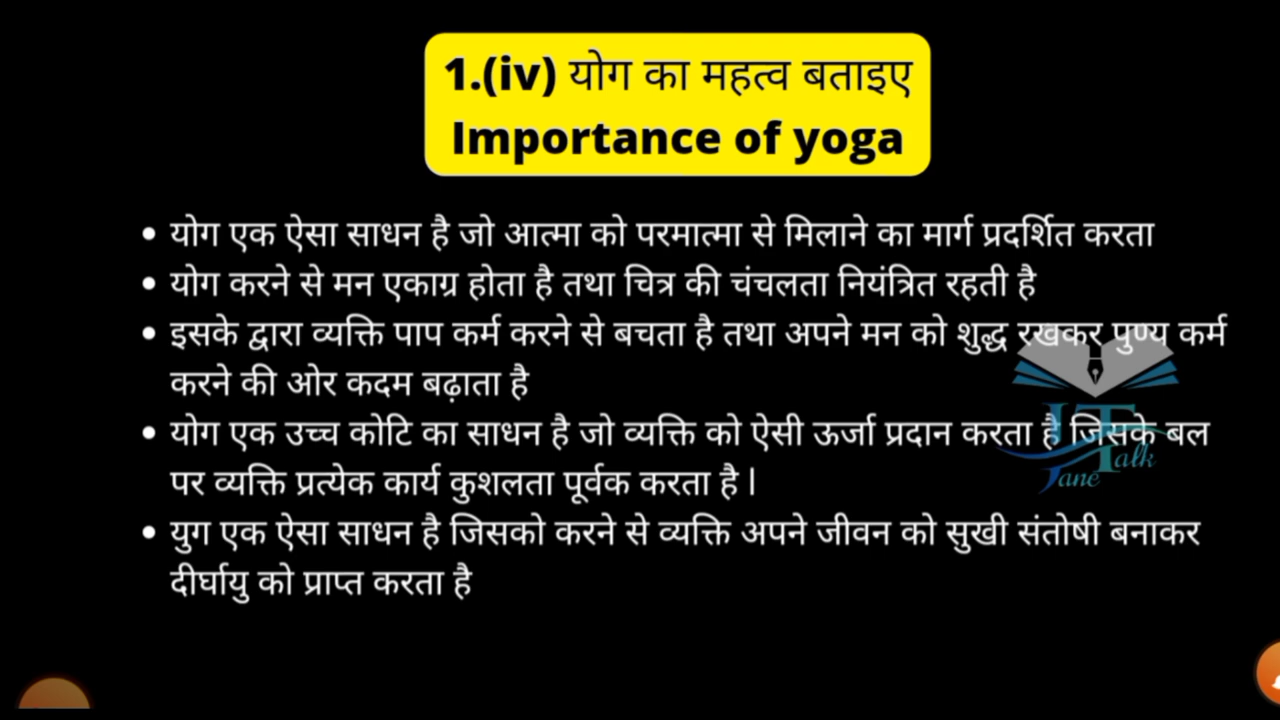 1.(iv) योग का महत्व बताइए
Importance of yoga
• योग एक ऐसा साधन है जो आत्मा को परमात्मा से मिलाने का मार्ग प्रदर्शित करता
• योग करने से मन एकाग्र होता है तथा चित्र की चंचलता नियंत्रित रहती है
• इसके द्वारा व्यक्ति पाप कर्म करने से बचता है तथा अपने मन को शुद्ध रखकर पुण्य कर्म
करने की ओर कदम बढ़ाता है
• योग एक उच्च कोटि का साधन है जो व्यक्ति को ऐसी ऊर्जा प्रदान करता है जिसके बल
पर व्यक्ति प्रत्येक कार्य कुशलता पूर्वक करता है |
• युग एक ऐसा साधन है जिसको करने से व्यक्ति अपने जीवन को सुखी संतोषी बनाकर
दीर्घायु को प्राप्त करता है
Jane Talk